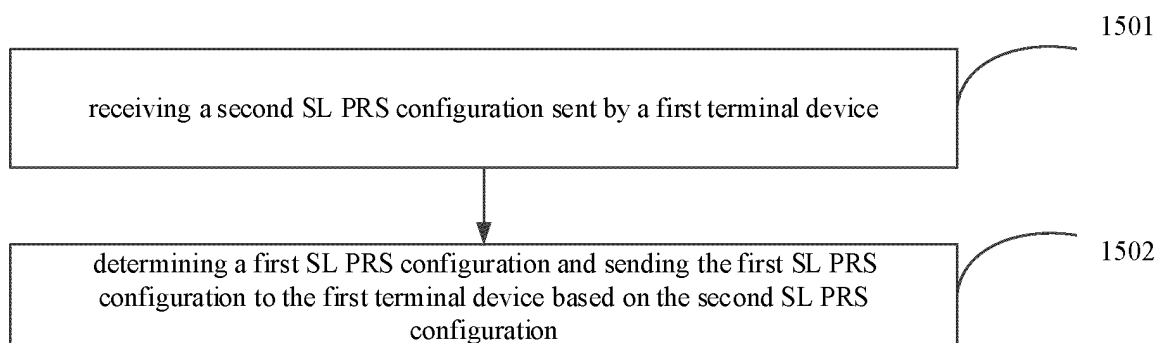 1501
receiving a second SL PRS configuration sent by a first terminal device
1502
determining a first SL PRS configuration and sending the first SL PRS
configuration to the first terminal device based on the second SL PRS
configuration